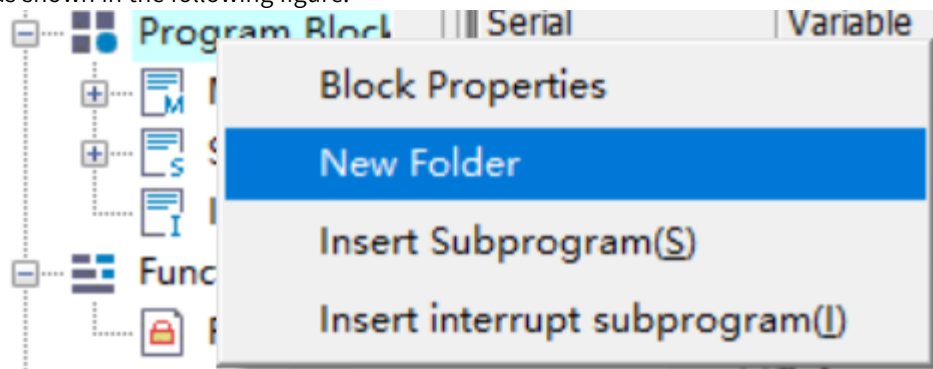 as shown in the following figure.
Program Block
Serial
Variable
Block Properties
M
New Folder
S
Insert Subprogram(S)
I
Func
Insert interrupt subprogram(I)